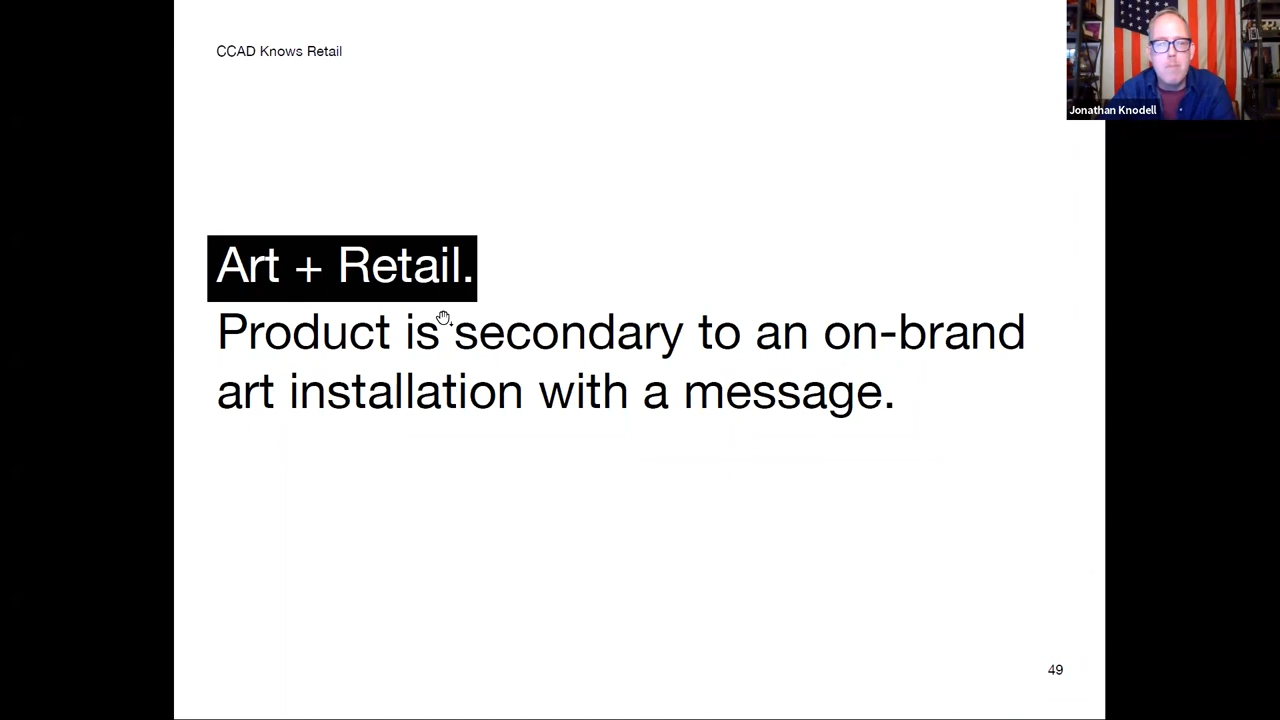 CCAD Knows Retail
Jonathan Knodell
Art + Retail.
Product is secondary to an on-brand
art installation with a message.
49